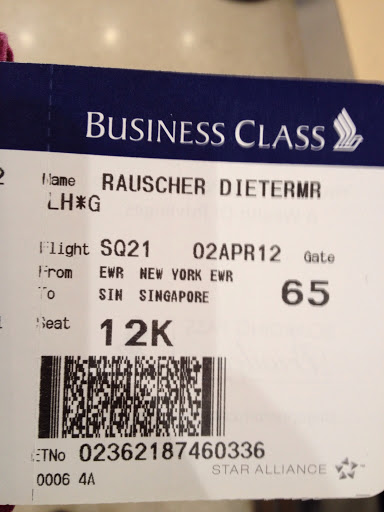 BUSINESS CLASS
Name RAUSCHER DIETERMR
LH*G
Flight SQ21 02APR12 Gate
From EWR NEW YORK EWR
To SIN SINGAPORE 65
Seat 12K
ETNo 02362187460336
STAR ALLIANCE
0006 4A